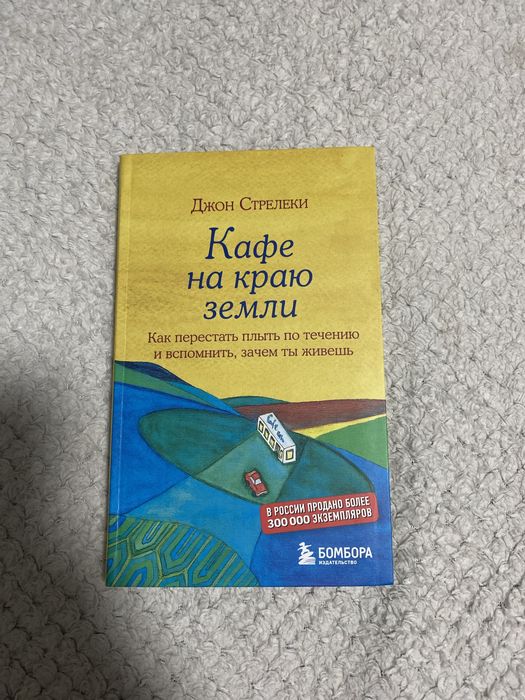 Джон Стрелеки
Кафе
на краю
земли
Как перестать плыть по течению
и вспомнить, зачем ты живешь
В РОССИИ ПРОДАНО БОЛЕЕ
300 000 ЭКЗЕМПЛЯРОВ
БОМБОРА
ИЗДАТЕЛЬСТВО